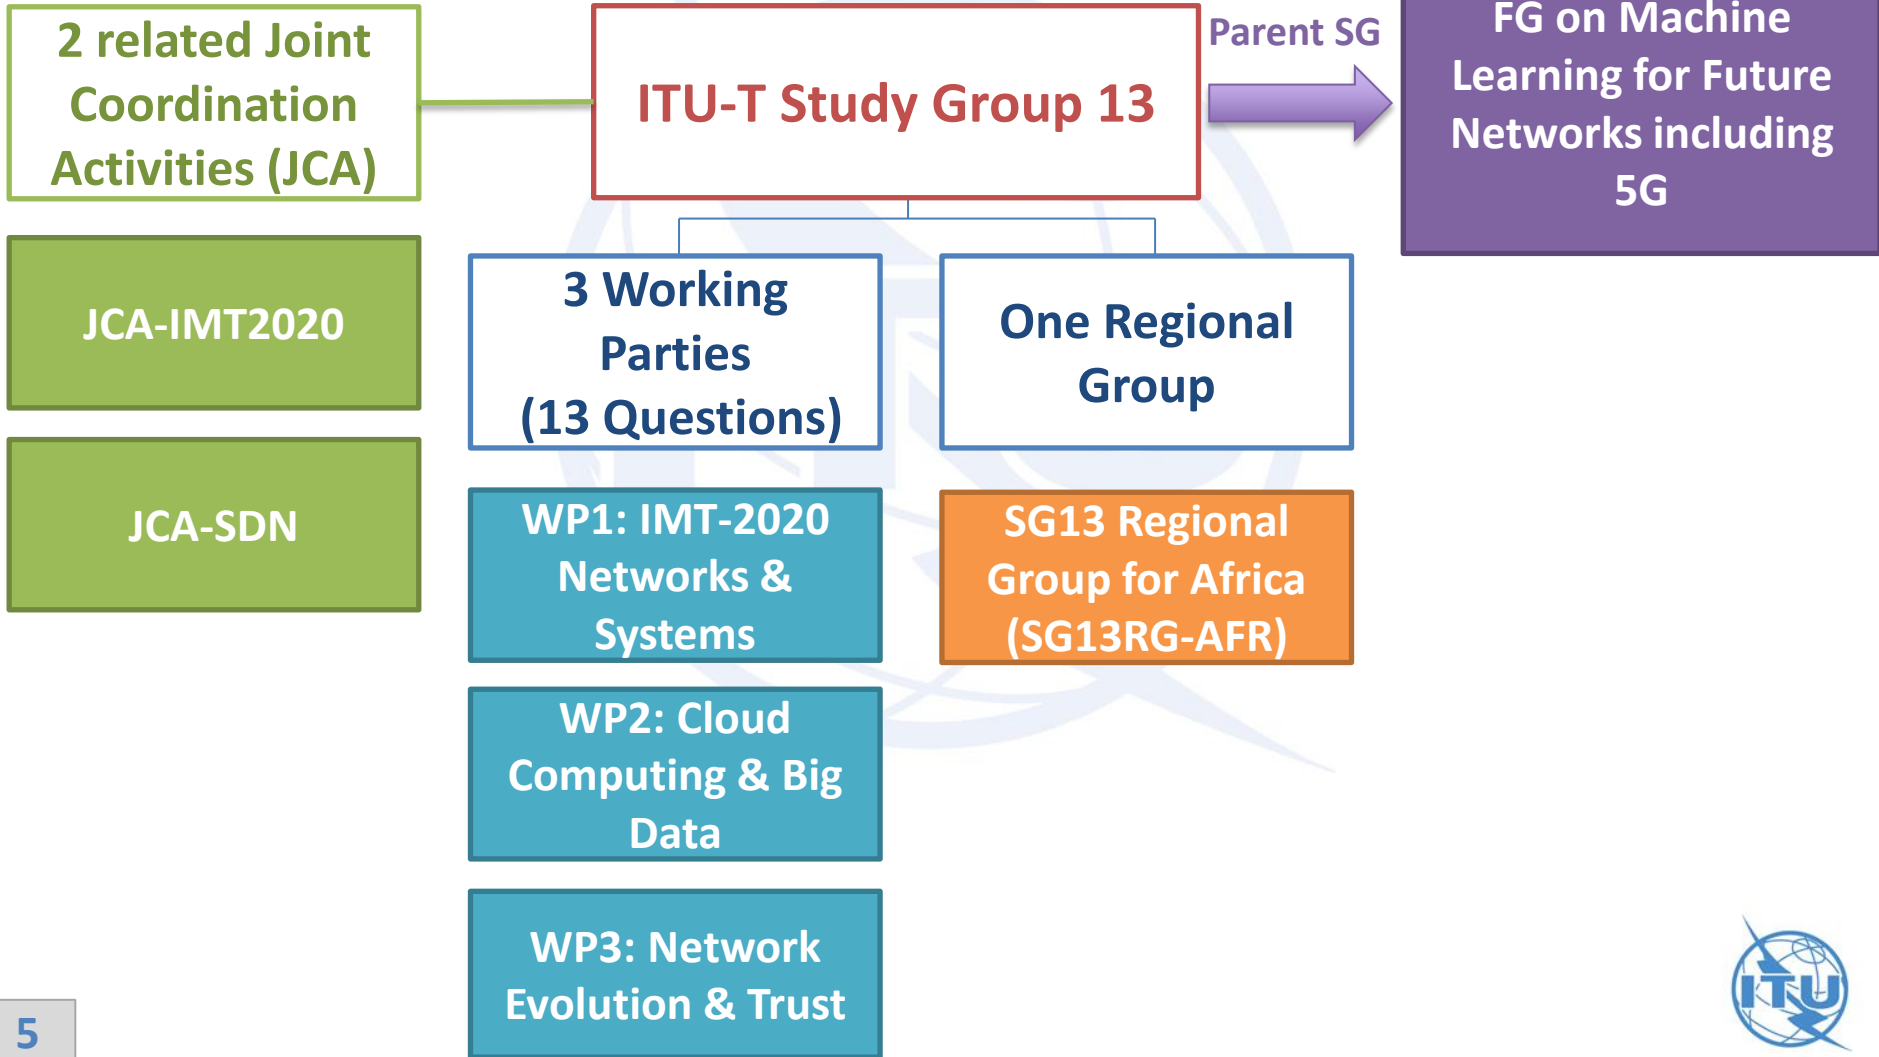 2 related Joint
Coordination
Activities (JCA)
ITU-T Study Group 13
Parent SG
FG on Machine
Learning for Future
Networks including
5G
JCA-IMT2020
JCA-SDN
3 Working
Parties
(13 Questions)
One Regional
Group
WP1: IMT-2020
Networks &
Systems
SG13 Regional
Group for Africa
(SG13RG-AFR)
WP2: Cloud
Computing & Big
Data
WP3: Network
Evolution & Trust
5
ITU